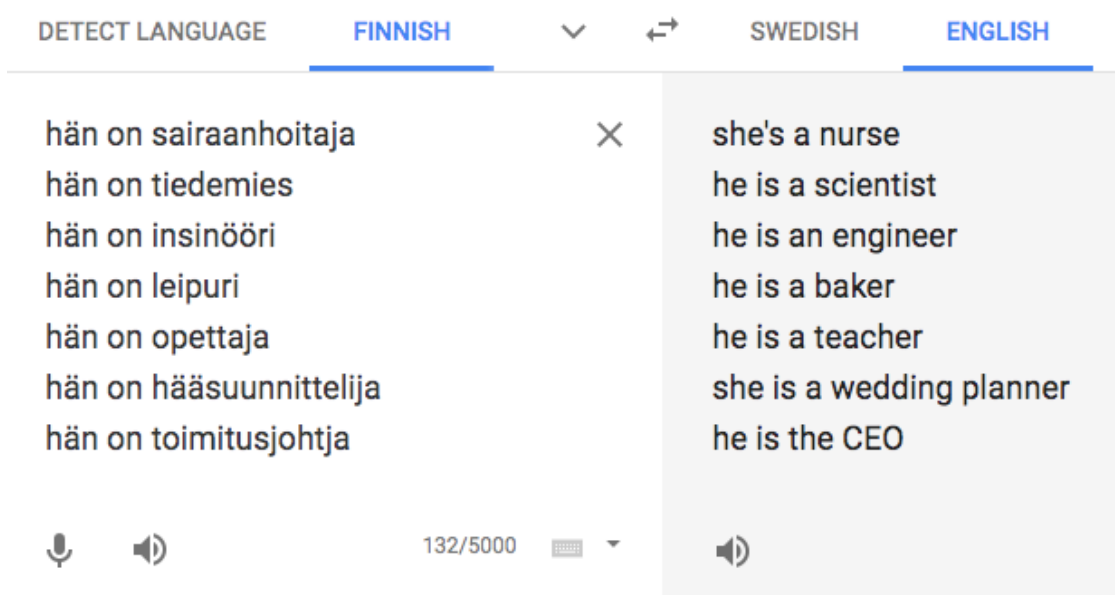 DETECT LANGUAGE FINNISH SWEDISH ENGLISH
hän on sairaanhoitaja
hän on tiedemies
hän on insinööri
hän on leipuri
hän on opettaja
hän on hääsuunnittelija
hän on toimitusjohtja
132/5000
she's a nurse
he is a scientist
he is an engineer
he is a baker
he is a teacher
she is a wedding planner
he is the CEO